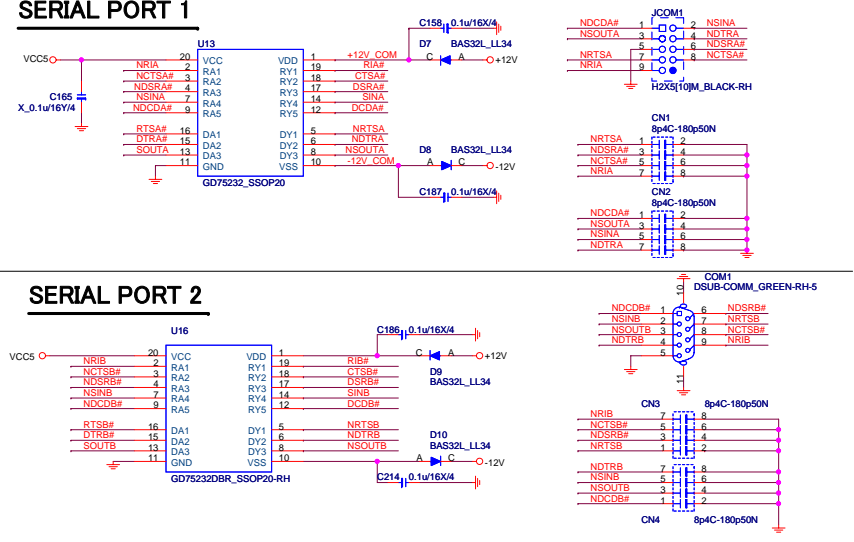 SERIAL PORT 1
C158 0.1u/16X/4
D7 BAS32L_LL34
C A +12V
U13
VCC5
20 VCC VDD 1 +12V_COM
NRIA 2 RA1 RY1 19 RIA#
NCTSA# 3 RA2 RY2 18 CTSA#
NDSRA# 4 RA3 RY3 17 DSRA#
NSINA 7 RA4 RY4 14 SINA
NDCDA# 9 RA5 RY5 12 DCDA#
RTSA# 16 DA1 DY1 5 NRTSA
DTRA# 15 DA2 DY2 6 NDTRA
SOUTA 13 DA3 DY3 8 NSOUTA
11 GND VSS 10 -12V_COM
GD75232_SSOP20
C165
X_0.1u/16Y/4
D8 BAS32L_LL34
A C -12V
C187 0.1u/16X/4
JCOM1
NDCDA# 1 2 NSINA
NSOUTA 3 4 NDTRA
5 6 NDSRA#
NRTSA 7 8 NCTSA#
NRIA 9
H2X5[10]M_BLACK-RH
CN1
8p4C-180p50N
NRTSA 1 2
NDSRA# 3 4
NCTSA# 5 6
NRIA 7 8
CN2
8p4C-180p50N
NDCDA# 1 2
NSOUTA 3 4
NSINA 5 6
NDTRA 7 8
SERIAL PORT 2
U16
VCC5
20 VCC VDD 1
NRIB 2 RA1 RY1 19 RIB#
NCTSB# 3 RA2 RY2 18 CTSB#
NDSRB# 4 RA3 RY3 17 DSRB#
NSINB 7 RA4 RY4 14 SINB
NDCDB# 9 RA5 RY5 12 DCDB#
RTSB# 16 DA1 DY1 5 NRTSB
DTRB# 15 DA2 DY2 6 NDTRB
SOUTB 13 DA3 DY3 8 NSOUTB
11 GND VSS 10
GD75232DBR_SSOP20-RH
C186 0.1u/16X/4
C A +12V
D9
BAS32L_LL34
D10
BAS32L_LL34
A C -12V
C214 0.1u/16X/4
COM1
DSUB-COMM_GREEN-RH-5
10
NDCDB# 1 6 NDSRB#
NSINB 2 7 NRTSB
NSOUTB 3 8 NCTSB#
NDTRB 4 9 NRIB
5
11
CN3 8p4C-180p50N
NRIB 7 8
NCTSB# 5 6
NDSRB# 3 4
NRTSB 1 2
NDTRB 7 8
NSINB 5 6
NSOUTB 3 4
NDCDB# 1 2
CN4 8p4C-180p50N